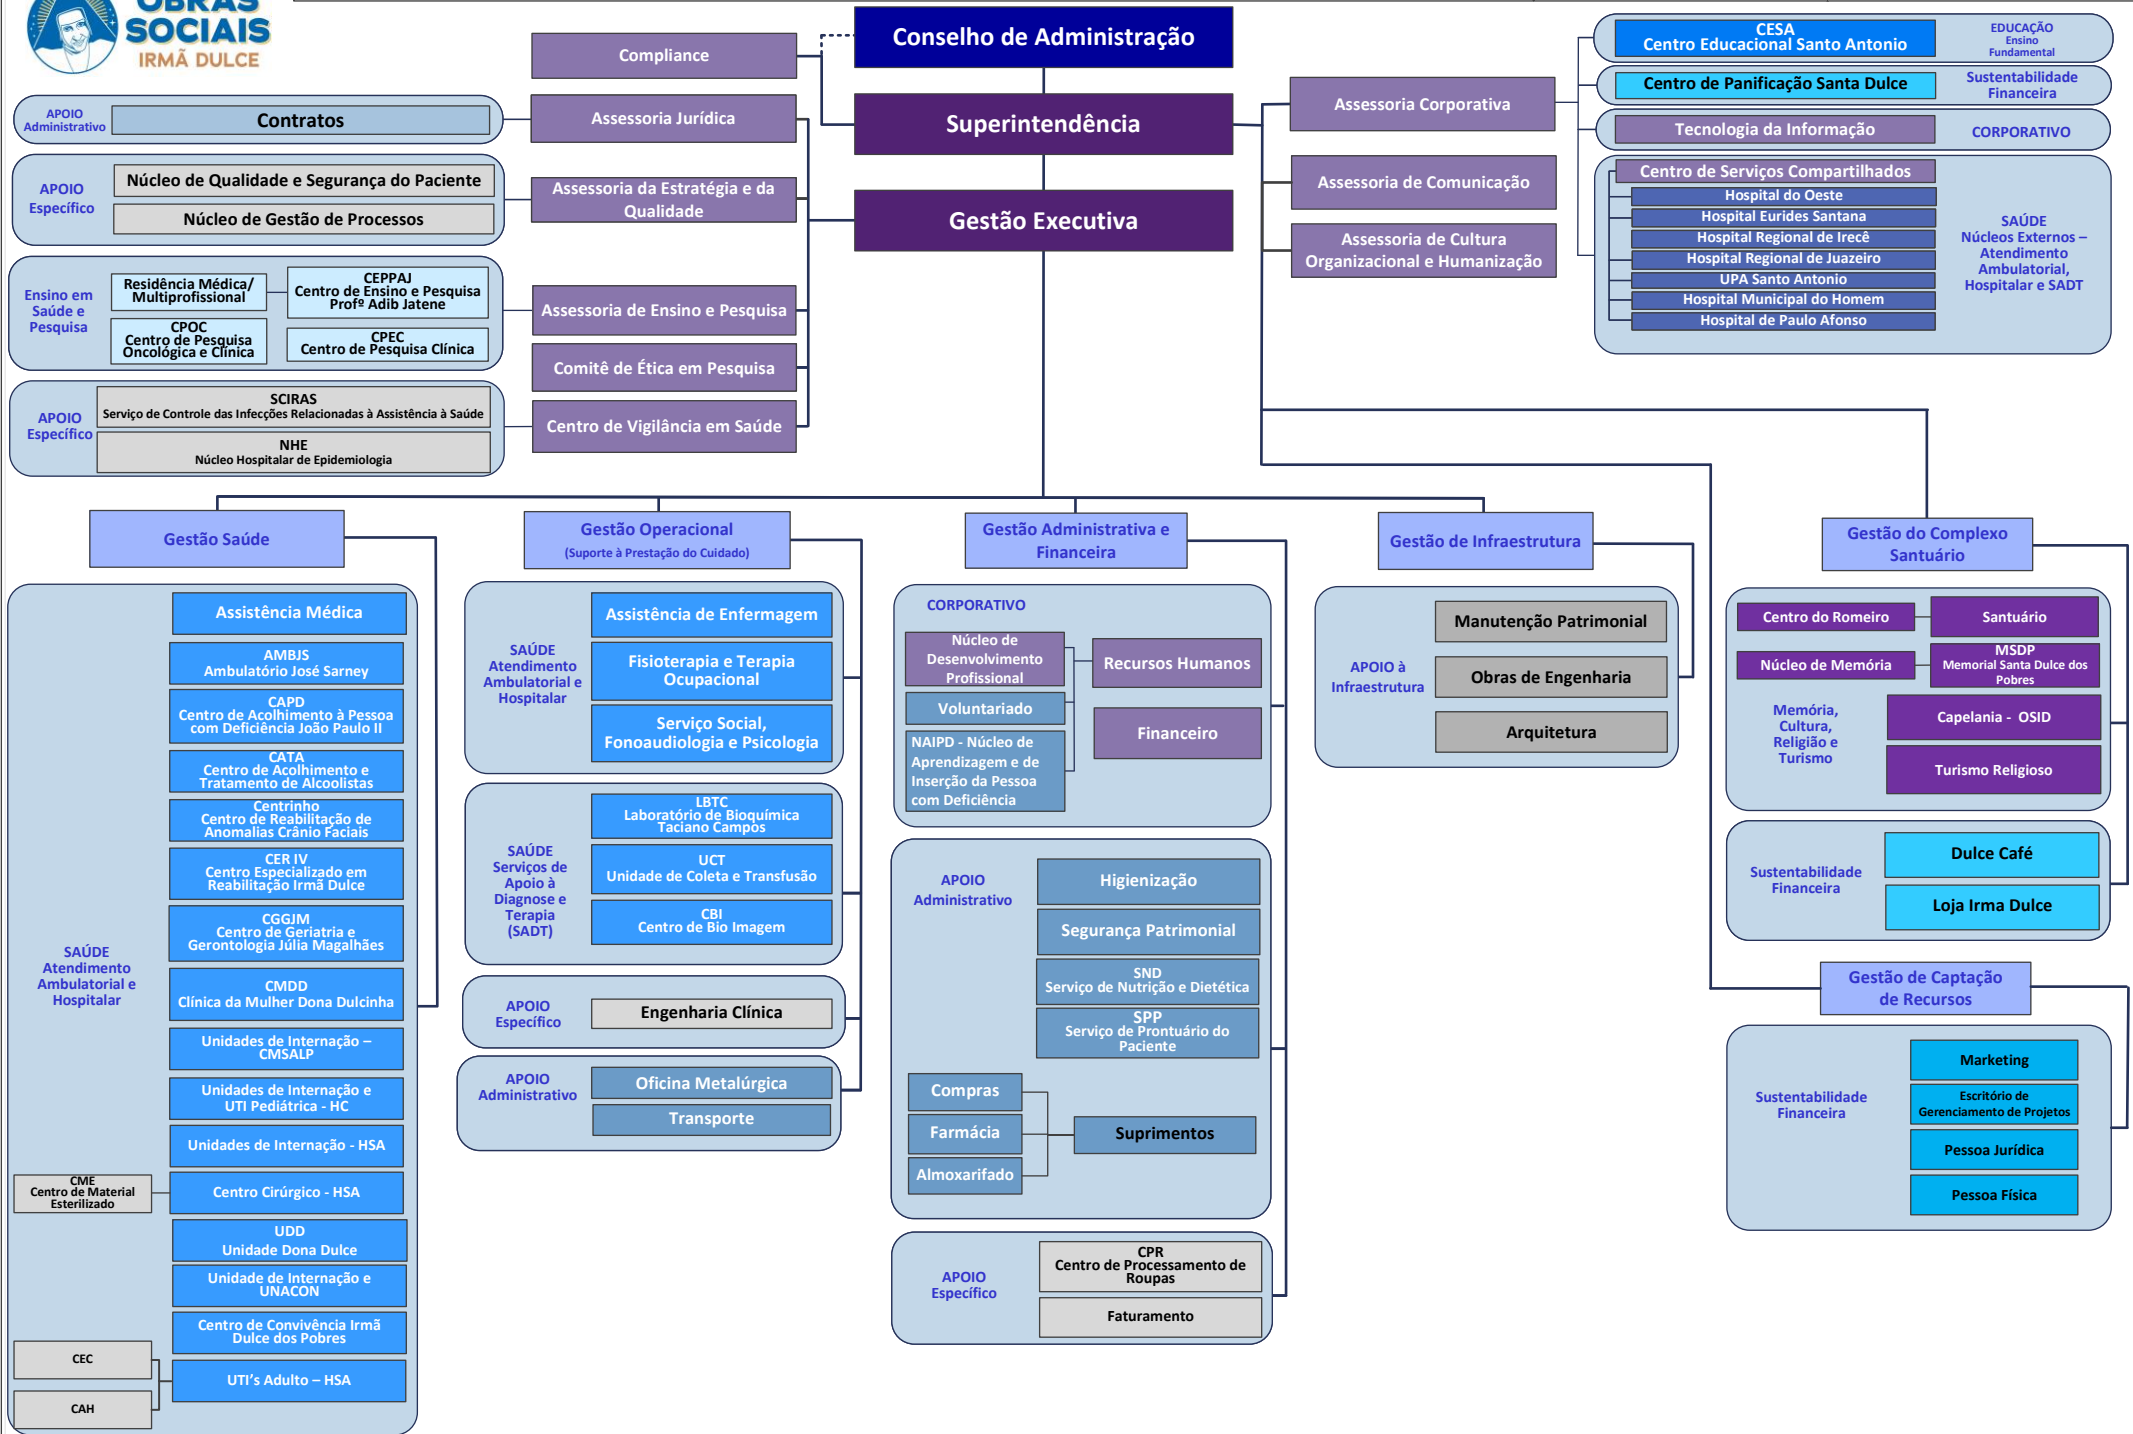 OBRAS
SOCIAIS
IRMÃ DULCE
Conselho de Administração
Superintendência
Gestão Executiva
Compliance
APOIO
Administrativo
Contratos
Assessoria Jurídica
APOIO
Específico
Núcleo de Qualidade e Segurança do Paciente
Núcleo de Gestão de Processos
Assessoria da Estratégia e da
Qualidade
Ensino em
Saúde e
Pesquisa
Residência Médica/
Multiprofissional
CEPPAJ
Centro de Ensino e Pesquisa
Profº Adib Jatene
CPOC
Centro de Pesquisa
Oncológica e Clínica
CPEC
Centro de Pesquisa Clínica
Assessoria de Ensino e Pesquisa
Comitê de Ética em Pesquisa
APOIO
Específico
SCIRAS
Serviço de Controle das Infecções Relacionadas à Assistência à Saúde
NHE
Núcleo Hospitalar de Epidemiologia
Centro de Vigilância em Saúde
Assessoria Corporativa
Assessoria de Comunicação
Assessoria de Cultura
Organizacional e Humanização
CESA
Centro Educacional Santo Antonio
EDUCAÇÃO
Ensino
Fundamental
Centro de Panificação Santa Dulce
Sustentabilidade
Financeira
Tecnologia da Informação
CORPORATIVO
Centro de Serviços Compartilhados
Hospital do Oeste
Hospital Eurides Santana
Hospital Regional de Irecê
Hospital Regional de Juazeiro
UPA Santo Antonio
Hospital Municipal do Homem
Hospital de Paulo Afonso
SAÚDE
Núcleos Externos –
Atendimento
Ambulatorial,
Hospitalar e SADT
Gestão Saúde
SAÚDE
Atendimento
Ambulatorial e
Hospitalar
Assistência Médica
AMBJS
Ambulatório José Sarney
CAPD
Centro de Acolhimento à Pessoa
com Deficiência João Paulo II
CATA
Centro de Acolhimento e
Tratamento de Alcoolistas
Centrinho
Centro de Reabilitação de
Anomalias Crânio Faciais
CER IV
Centro Especializado em
Reabilitação Irmã Dulce
CGGJM
Centro de Geriatria e
Gerontologia Júlia Magalhães
CMDD
Clínica da Mulher Dona Dulcinha
Unidades de Internação –
CMSALP
Unidades de Internação e
UTI Pediátrica - HC
Unidades de Internação - HSA
CME
Centro de Material
Esterilizado
Centro Cirúrgico - HSA
UDD
Unidade Dona Dulce
Unidade de Internação e
UNACON
Centro de Convivência Irmã
Dulce dos Pobres
CEC
CAH
UTI's Adulto – HSA
Gestão Operacional
(Suporte à Prestação do Cuidado)
SAÚDE
Atendimento
Ambulatorial e
Hospitalar
Assistência de Enfermagem
Fisioterapia e Terapia
Ocupacional
Serviço Social,
Fonoaudiologia e Psicologia
SAÚDE
Serviços de
Apoio à
Diagnose e
Terapia
(SADT)
LBTC
Laboratório de Bioquímica
Taciano Campos
UCT
Unidade de Coleta e Transfusão
CBI
Centro de Bio Imagem
APOIO
Específico
Engenharia Clínica
APOIO
Administrativo
Oficina Metalúrgica
Transporte
Gestão Administrativa e
Financeira
CORPORATIVO
Núcleo de
Desenvolvimento
Profissional
Voluntariado
NAIPD - Núcleo de
Aprendizagem e de
Inserção da Pessoa
com Deficiência
Recursos Humanos
Financeiro
APOIO
Administrativo
Higienização
Segurança Patrimonial
SND
Serviço de Nutrição e Dietética
SPP
Serviço de Prontuário do
Paciente
Compras
Farmácia
Almoxarifado
Suprimentos
APOIO
Específico
CPR
Centro de Processamento de
Roupas
Faturamento
Gestão de Infraestrutura
APOIO à
Infraestrutura
Manutenção Patrimonial
Obras de Engenharia
Arquitetura
Gestão do Complexo
Santuário
Centro do Romeiro
Santuário
Núcleo de Memória
MSDP
Memorial Santa Dulce dos
Pobres
Memória,
Cultura,
Religião e
Turismo
Capelania - OSID
Turismo Religioso
Sustentabilidade
Financeira
Dulce Café
Loja Irma Dulce
Gestão de Captação
de Recursos
Sustentabilidade
Financeira
Marketing
Escritório de
Gerenciamento de Projetos
Pessoa Jurídica
Pessoa Física